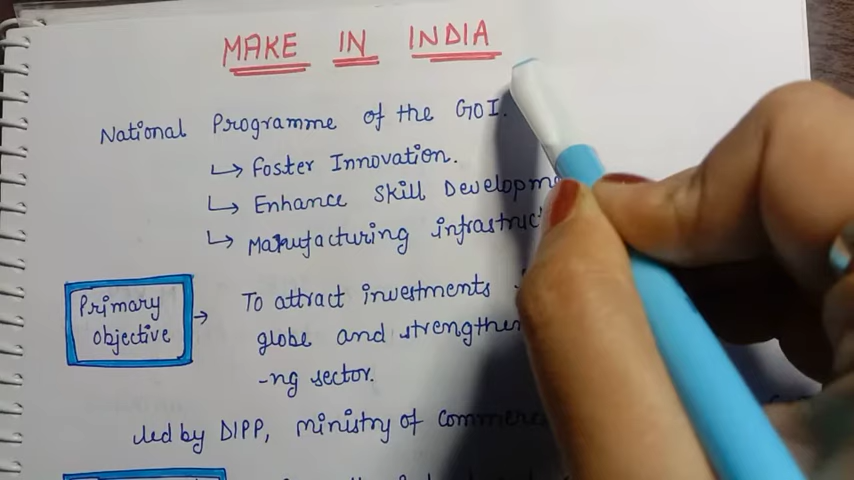 MAKE IN INDIA
National Programme of the GOI.
↳ Foster Innovation.
↳ Enhance Skill Developm
↳ Manufacturing infrastruc
Primary Objective → To attract investments
globe and strengthen
-ng sector.
led by DIPP, ministry of commerc